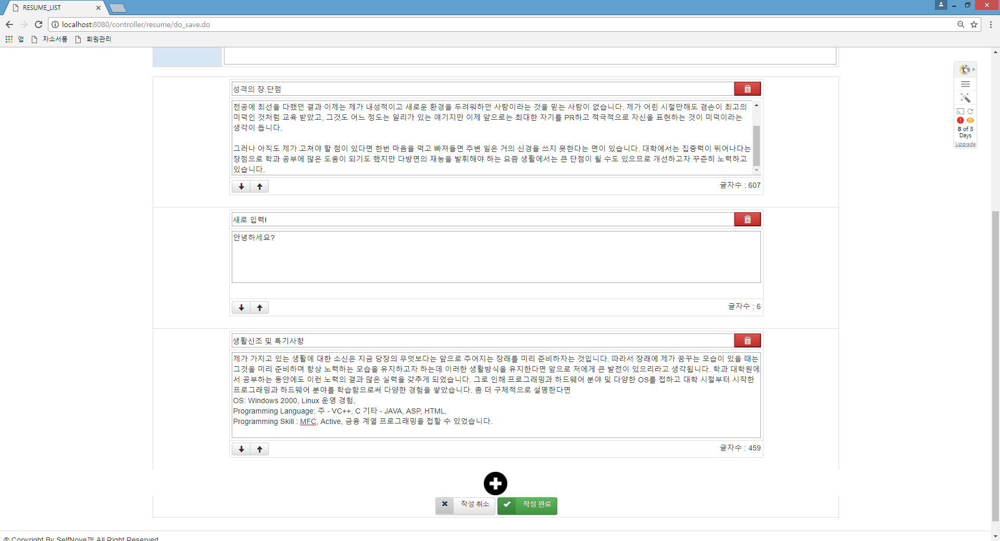 RESUME_LIST
localhost:8080/controller/resume/do_save.do
앱 자소서폼 회원관리
성격의 장.단점
전공에 최선을 다했던 결과 이제는 제가 내성적이고 새로운 환경을 두려워하던 사람이라는 것을 믿는 사람이 없습니다. 제가 어린 시절만해도 겸손이 최고의
미덕인 것처럼 교육 받았고, 그것도 어느 정도는 일리가 있는 얘기지만 이제 앞으로는 최대한 자기를 PR하고 적극적으로 자신을 표현하는 것이 미덕이라는
생각이 듭니다.
그러나 아직도 제가 고쳐야 할 점이 있다면 한번 마음을 먹고 빠져들면 주변 일은 거의 신경을 쓰지 못한다는 면이 있습니다. 대학에서는 집중력이 뛰어나다는
장점으로 학과 공부에 많은 도움이 되기도 했지만 다방면의 재능을 발휘해야 하는 요즘 생활에서는 큰 단점이 될 수도 있으므로 개선하고자 꾸준히 노력하고
있습니다.
글자수 : 607
새로 입력!
안녕하세요?
글자수 : 6
생활신조 및 특기사항
제가 가지고 있는 생활에 대한 소신은 지금 당장의 무엇보다는 앞으로 주어지는 장래를 미리 준비하자는 것입니다. 따라서 장래에 제가 꿈꾸는 모습이 있을 때는
그것을 미리 준비하며 항상 노력하는 모습을 유지하고자 하는데 이러한 생활방식을 유지한다면 앞으로 저에게 큰 발전이 있으리라고 생각됩니다. 학과 대학원에
서 공부하는 동안에도 이런 노력의 결과 많은 실력을 갖추게 되었습니다. 그로 인해 프로그래밍과 하드웨어 분야 및 다양한 OS를 접하고 대학 시절부터 시작한
프로그래밍과 하드웨어 분야를 학습함으로써 다양한 경험을 쌓았습니다. 좀 더 구체적으로 설명한다면
OS: Windows 2000, Linux 운영 경험,
Programming Language: 주 - VC++, C 기타 - JAVA, ASP, HTML,
Programming Skill : MFC, Active, 금융 계열 프로그래밍을 접할 수 있었습니다.
글자수 : 459
작성 취소 작성 완료
® Copyright By SelfNove™ All Right Reserved
8 of 8
Days
Upgrade